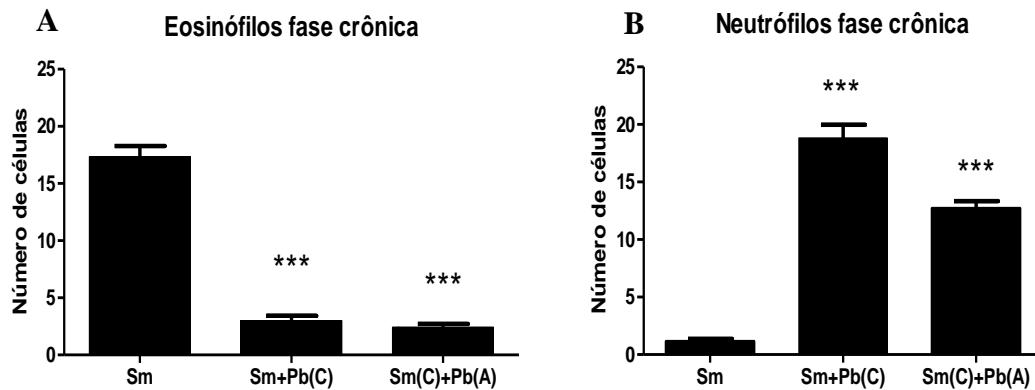 A
Eosinófilos fase crônica
Número de células
25
20
15
10
5
0
***
***
Sm
Sm+Pb(C)
Sm(C)+Pb(A)
B
Neutrófilos fase crônica
Número de células
25
20
15
10
5
0
***
***
Sm
Sm+Pb(C)
Sm(C)+Pb(A)